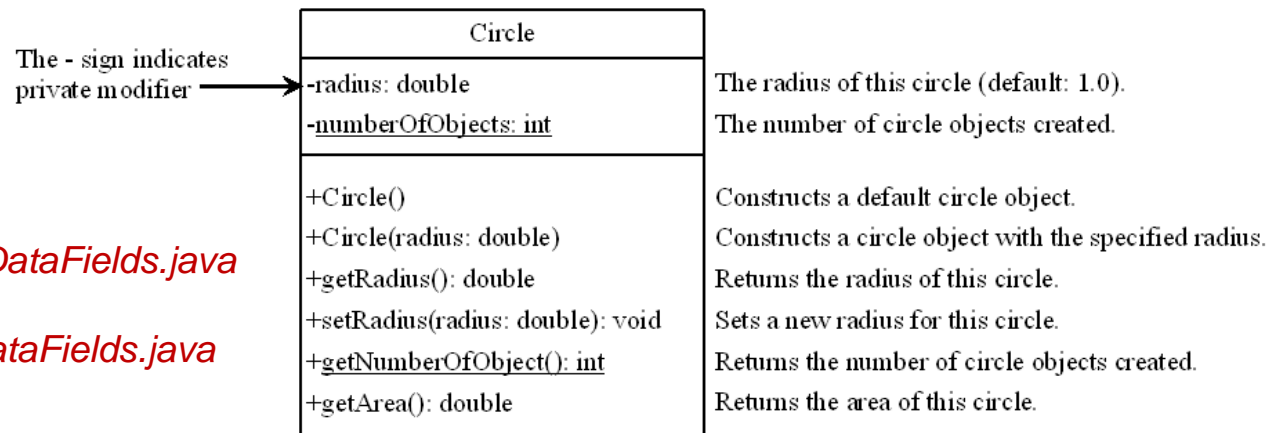 Circle
The - sign indicates
private modifier
-radius: double
The radius of this circle (default: 1.0).
-numberOfObjects: int
The number of circle objects created.
+Circle()
Constructs a default circle object.
+Circle(radius: double)
Constructs a circle object with the specified radius.
DataFields.java
+getRadius(): double
Returns the radius of this circle.
+setRadius(radius: double): void
Sets a new radius for this circle.
ataFields.java
+getNumberOfObject(): int
Returns the number of circle objects created.
+getArea(): double
Returns the area of this circle.